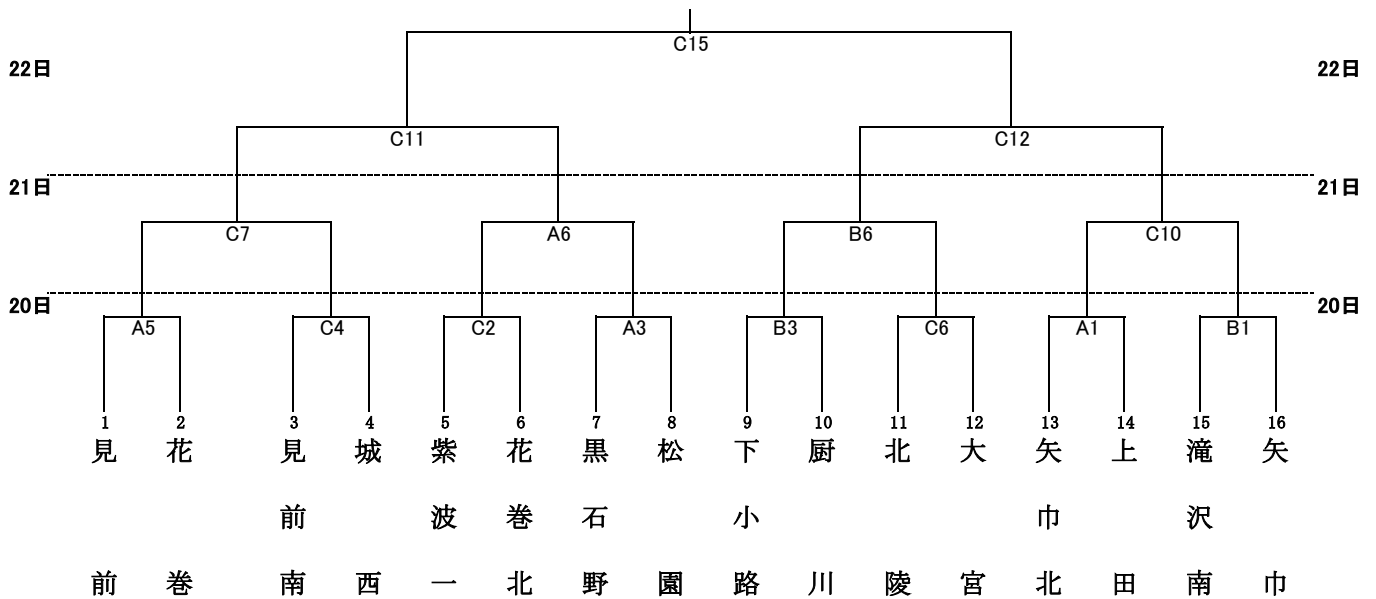 C15
22日 22日
C11 C12
21日 21日
C7 A6 B6 C10
20日 20日
A5 C4 C2 A3 B3 C6 A1 B1
1 2 3 4 5 6 7 8 9 10 11 12 13 14 15 16
見前
花巻
見前南
城西
紫波一
花巻北
黒石野
松園
下小路
厨川
北陵
大宮
矢巾北
上田
滝沢南
矢巾